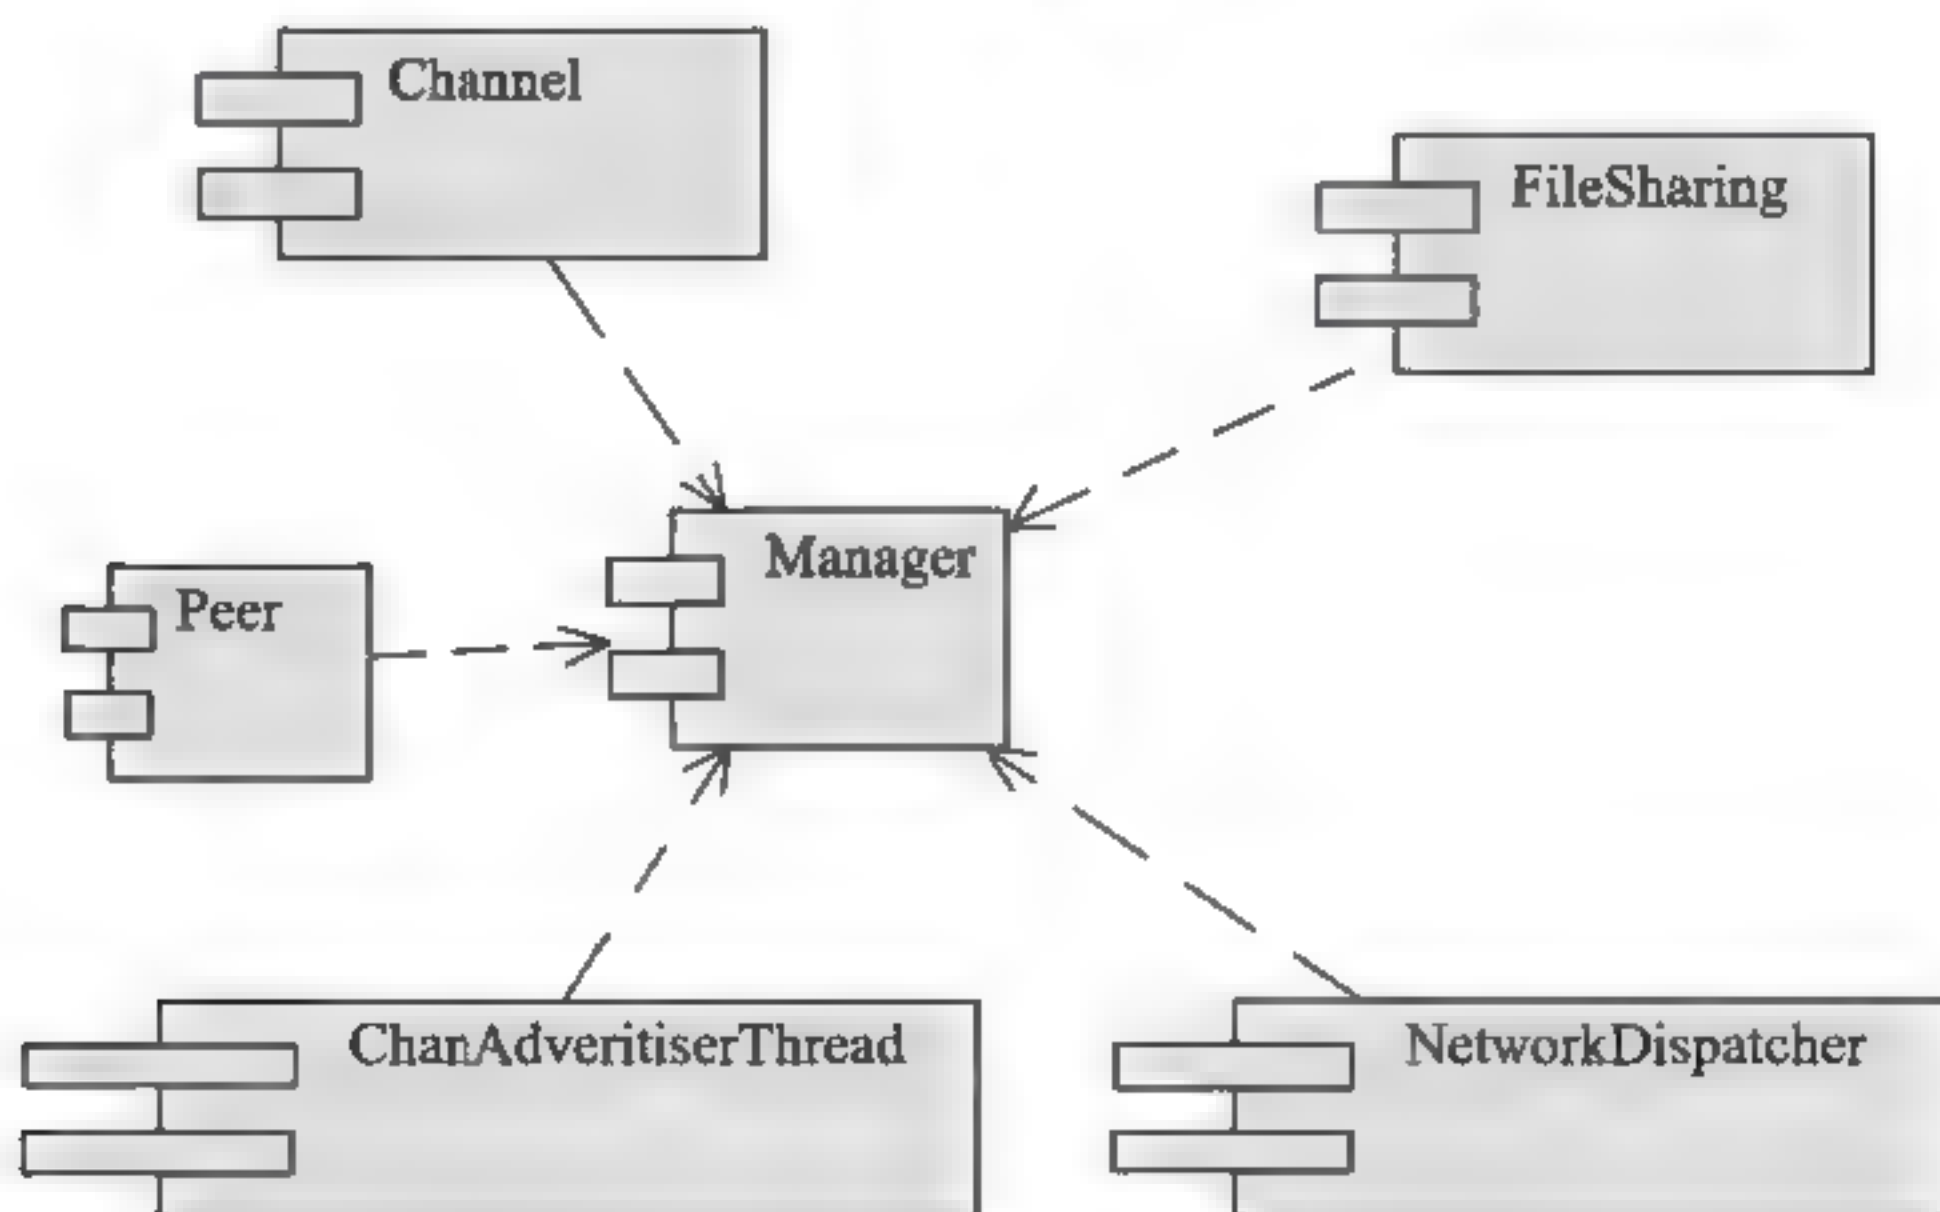 Channel
FileSharing
Manager
Peer
ChanAdveritiserThread
NetworkDispatcher